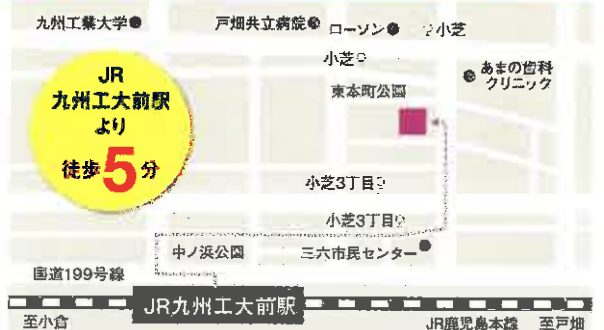 九州工業大学
戸畑共立病院
ローソン
小芝
小芝
あまの歯科
クリニック
東本町公園
JR
九州工大前駅
より
徒歩5分
小芝3丁目
小芝3丁目
中ノ浜公園
三六市民センター
国道199号線
JR九州工大前駅
至小倉
JR鹿児島本線
至戸畑